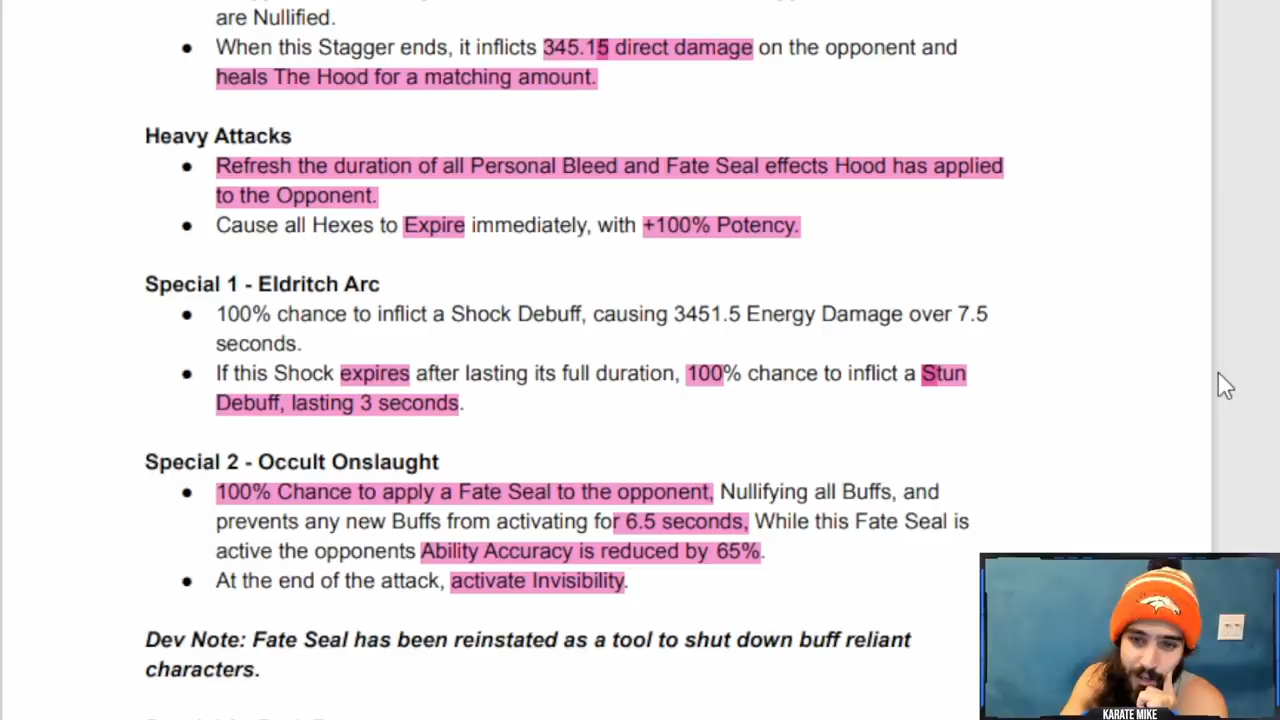 are Nullified.
● When this Stagger ends, it inflicts 345.15 direct damage on the opponent and
heals The Hood for a matching amount.
Heavy Attacks
● Refresh the duration of all Personal Bleed and Fate Seal effects Hood has applied
to the Opponent.
● Cause all Hexes to Expire immediately, with +100% Potency.
Special 1 - Eldritch Arc
● 100% chance to inflict a Shock Debuff, causing 3451.5 Energy Damage over 7.5
seconds.
● If this Shock expires after lasting its full duration, 100% chance to inflict a Stun
Debuff, lasting 3 seconds.
Special 2 - Occult Onslaught
● 100% Chance to apply a Fate Seal to the opponent, Nullifying all Buffs, and
prevents any new Buffs from activating for 6.5 seconds, While this Fate Seal is
active the opponents Ability Accuracy is reduced by 65%.
● At the end of the attack, activate Invisibility.
Dev Note: Fate Seal has been reinstated as a tool to shut down buff reliant
characters.
KARATE MIKE